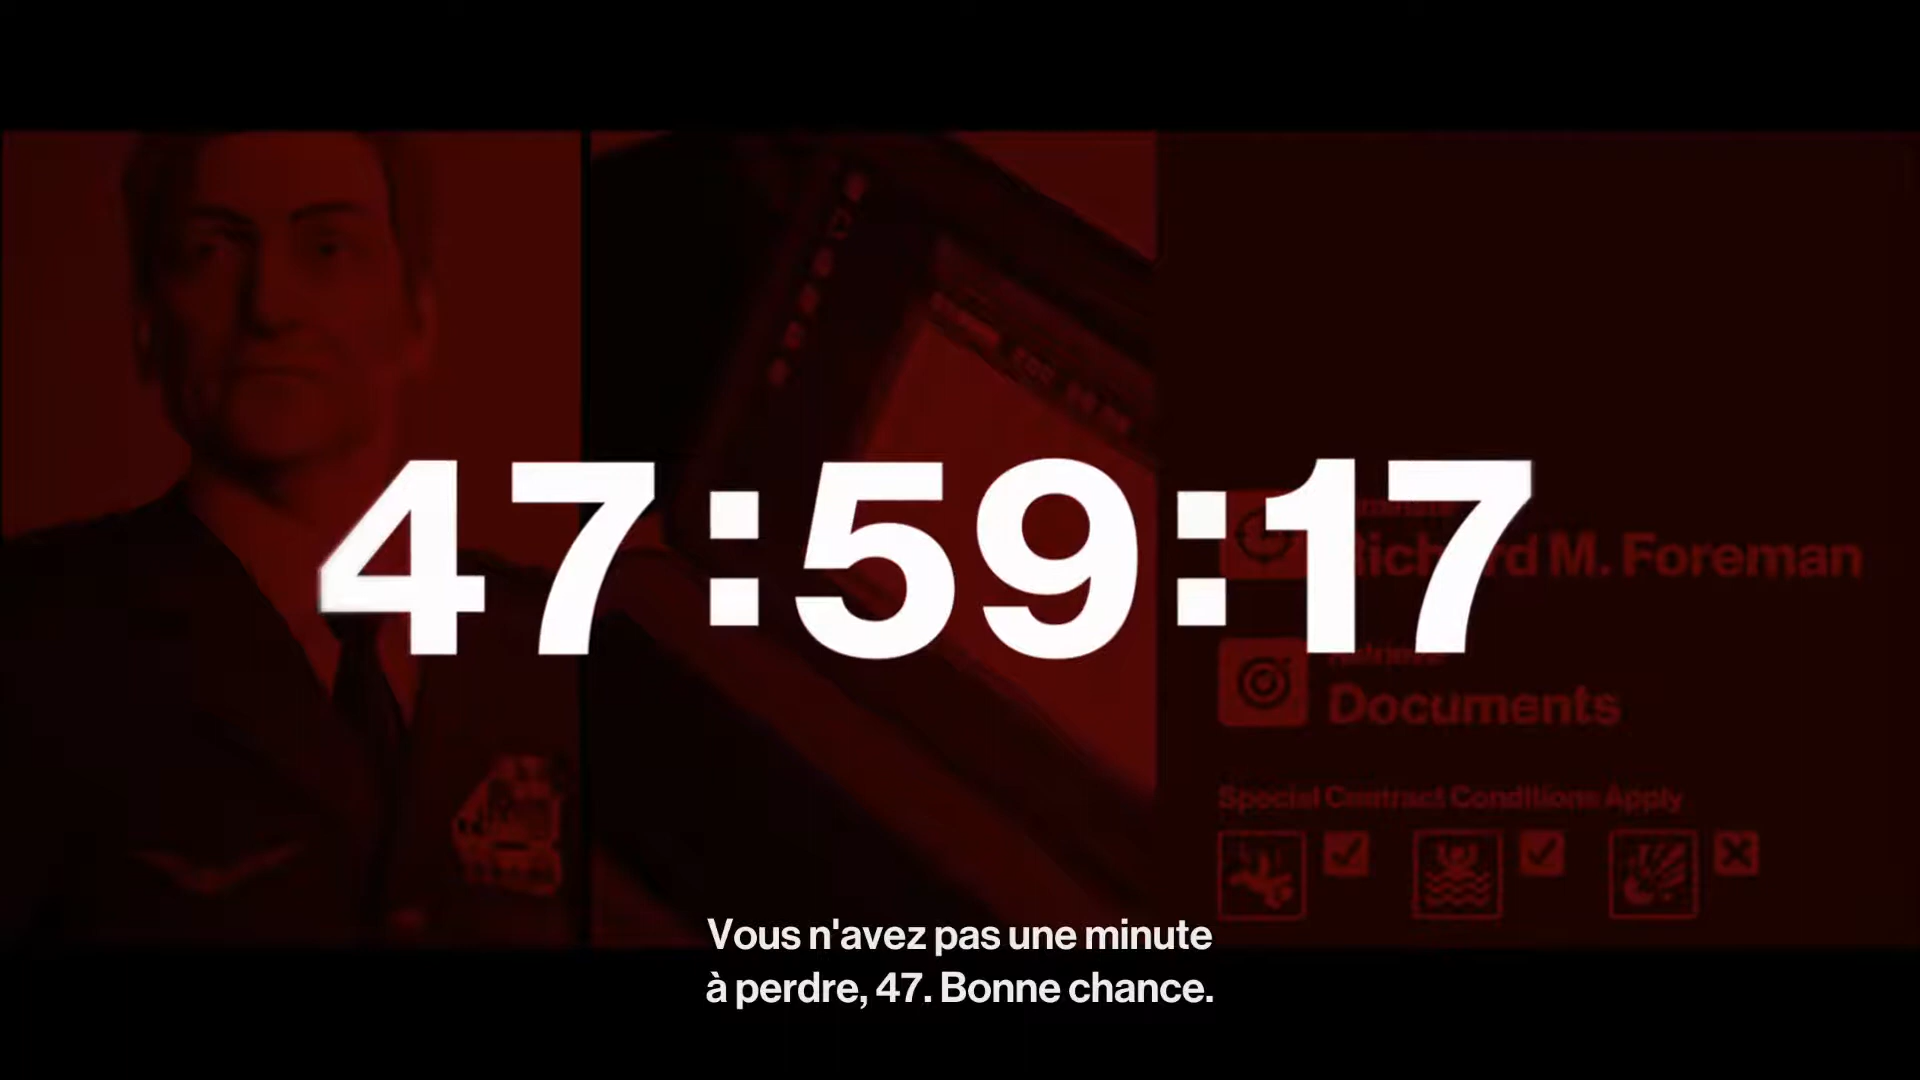 47:59:17
Richard M. Foreman
Retrieve
Documents
Special Contract Conditions Apply
Vous n'avez pas une minute
à perdre, 47. Bonne chance.